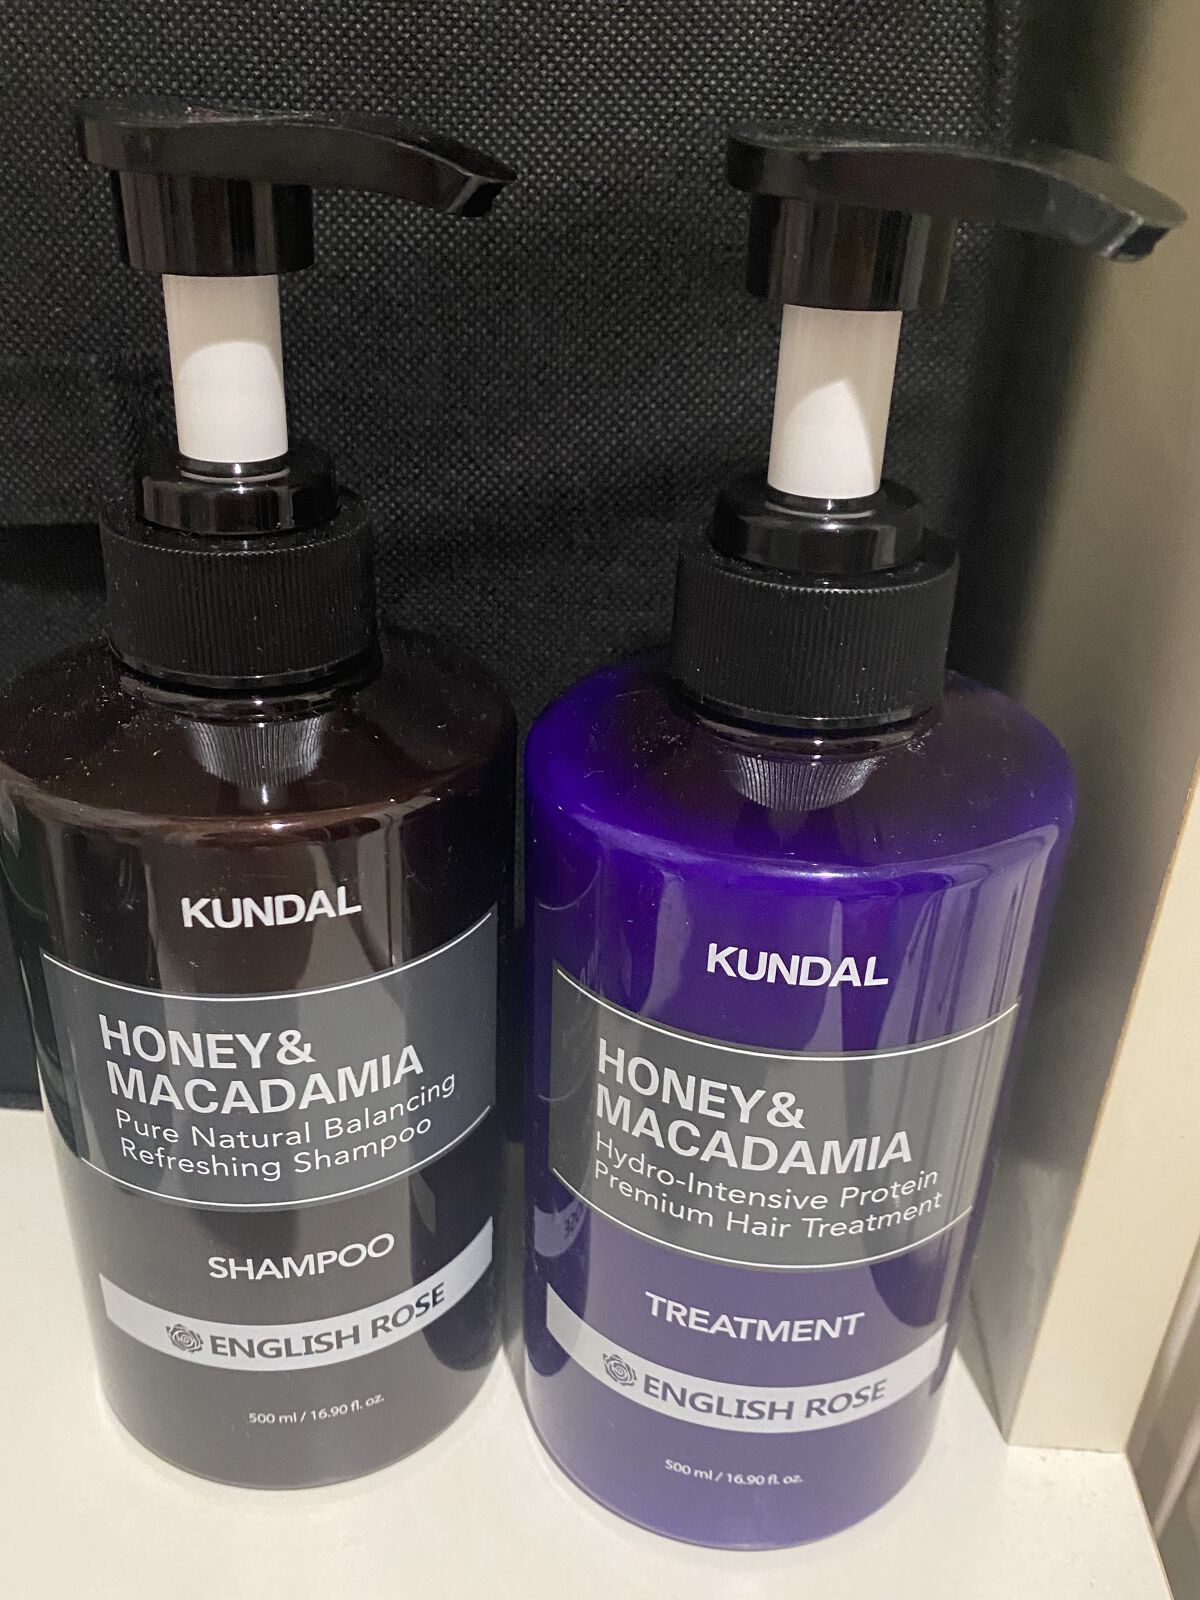 KUNDAL
HONEY&
MACADAMIA
Pure Natural Balancing
Refreshing Shampoo
SHAMPOO
ENGLISH ROSE
500 ml / 16.90 fl. oz.
KUNDAL
HONEY&
MACADAMIA
Hydro-Intensive Protein
Premium Hair Treatment
TREATMENT
ENGLISH ROSE
500 ml / 16.90 fl. oz.